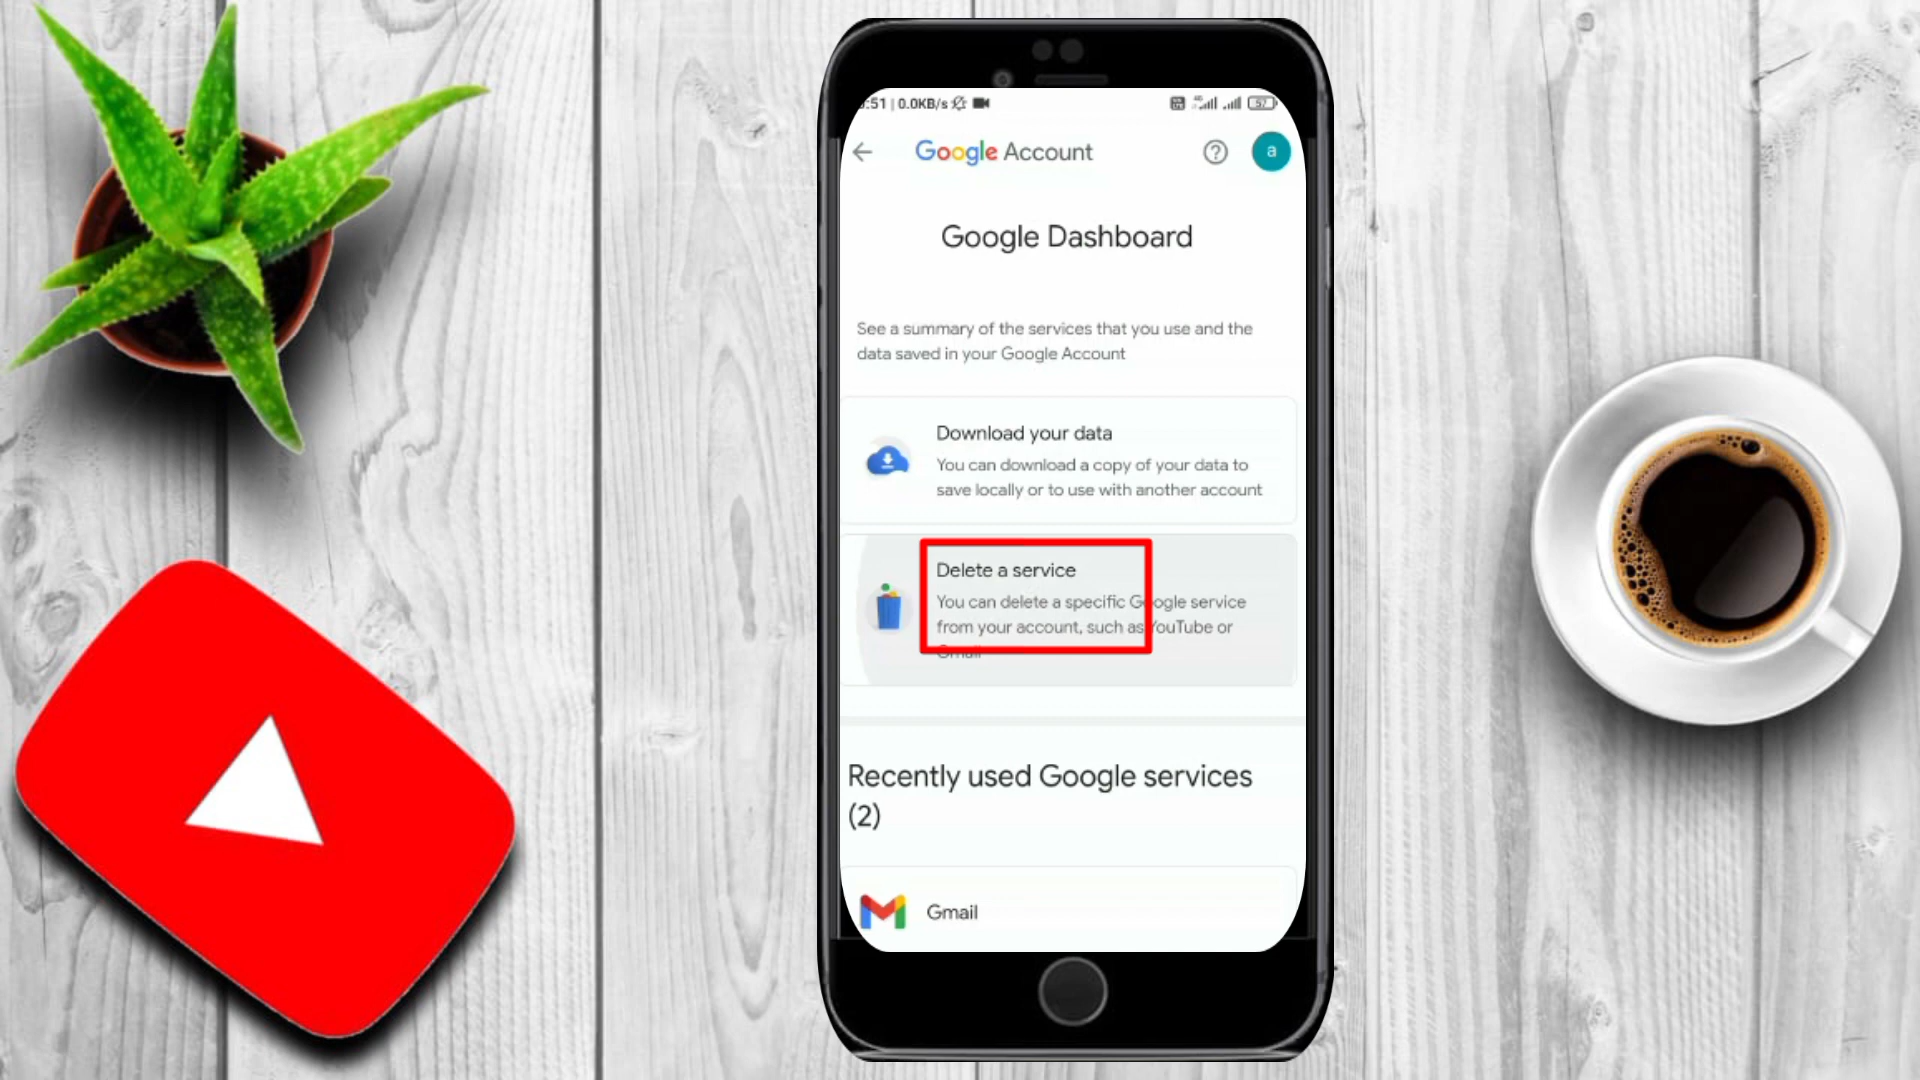 :51 | 0.0KB/s 57
Google Account a
Google Dashboard
See a summary of the services that you use and the
data saved in your Google Account
Download your data
You can download a copy of your data to
save locally or to use with another account
Delete a service
You can delete a specific Google service
from your account, such as YouTube or
Gmail
Recently used Google services
(2)
Gmail